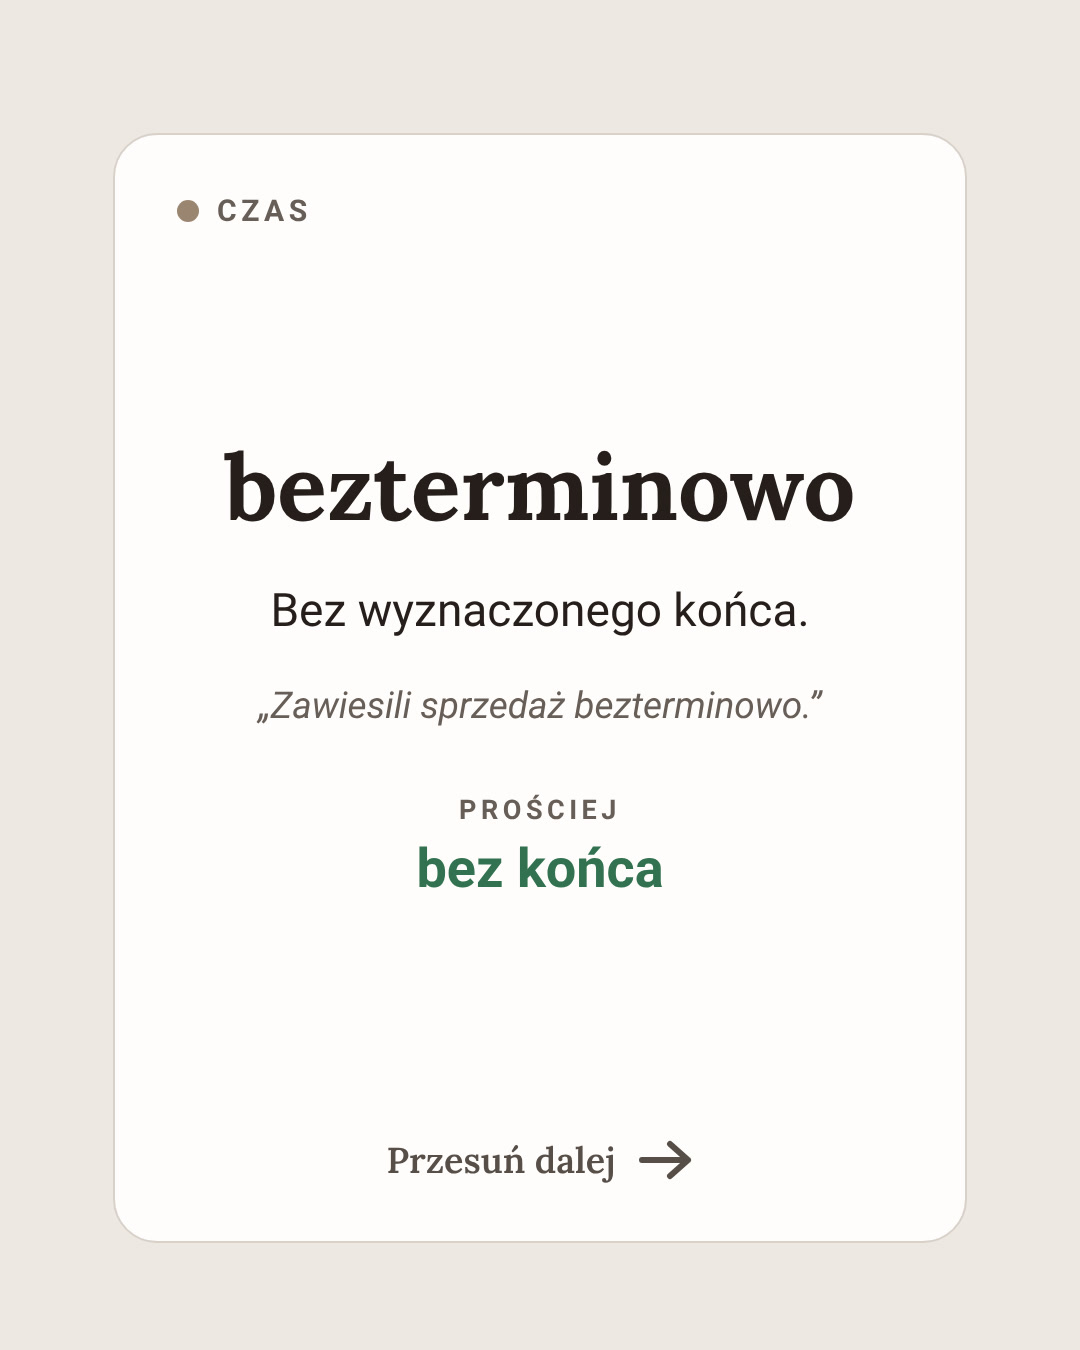 CZAS
bezterminowo
Bez wyznaczonego końca.
„Zawiesili sprzedaż bezterminowo.”
PROŚCIEJ
bez końca
Przesuń dalej →